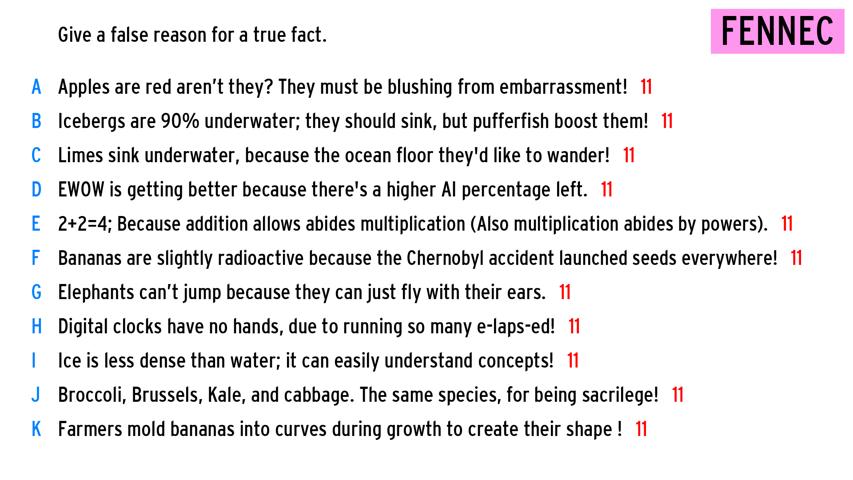 Give a false reason for a true fact.
FENNEC
A Apples are red aren't they? They must be blushing from embarrassment! 11
B Icebergs are 90% underwater; they should sink, but pufferfish boost them! 11
C Limes sink underwater, because the ocean floor they'd like to wander! 11
D EWOW is getting better because there's a higher AI percentage left. 11
E 2+2=4; Because addition allows abides multiplication (Also multiplication abides by powers). 11
F Bananas are slightly radioactive because the Chernobyl accident launched seeds everywhere! 11
G Elephants can't jump because they can just fly with their ears. 11
H Digital clocks have no hands, due to running so many e-laps-ed! 11
I Ice is less dense than water; it can easily understand concepts! 11
J Broccoli, Brussels, Kale, and cabbage. The same species, for being sacrilege! 11
K Farmers mold bananas into curves during growth to create their shape ! 11